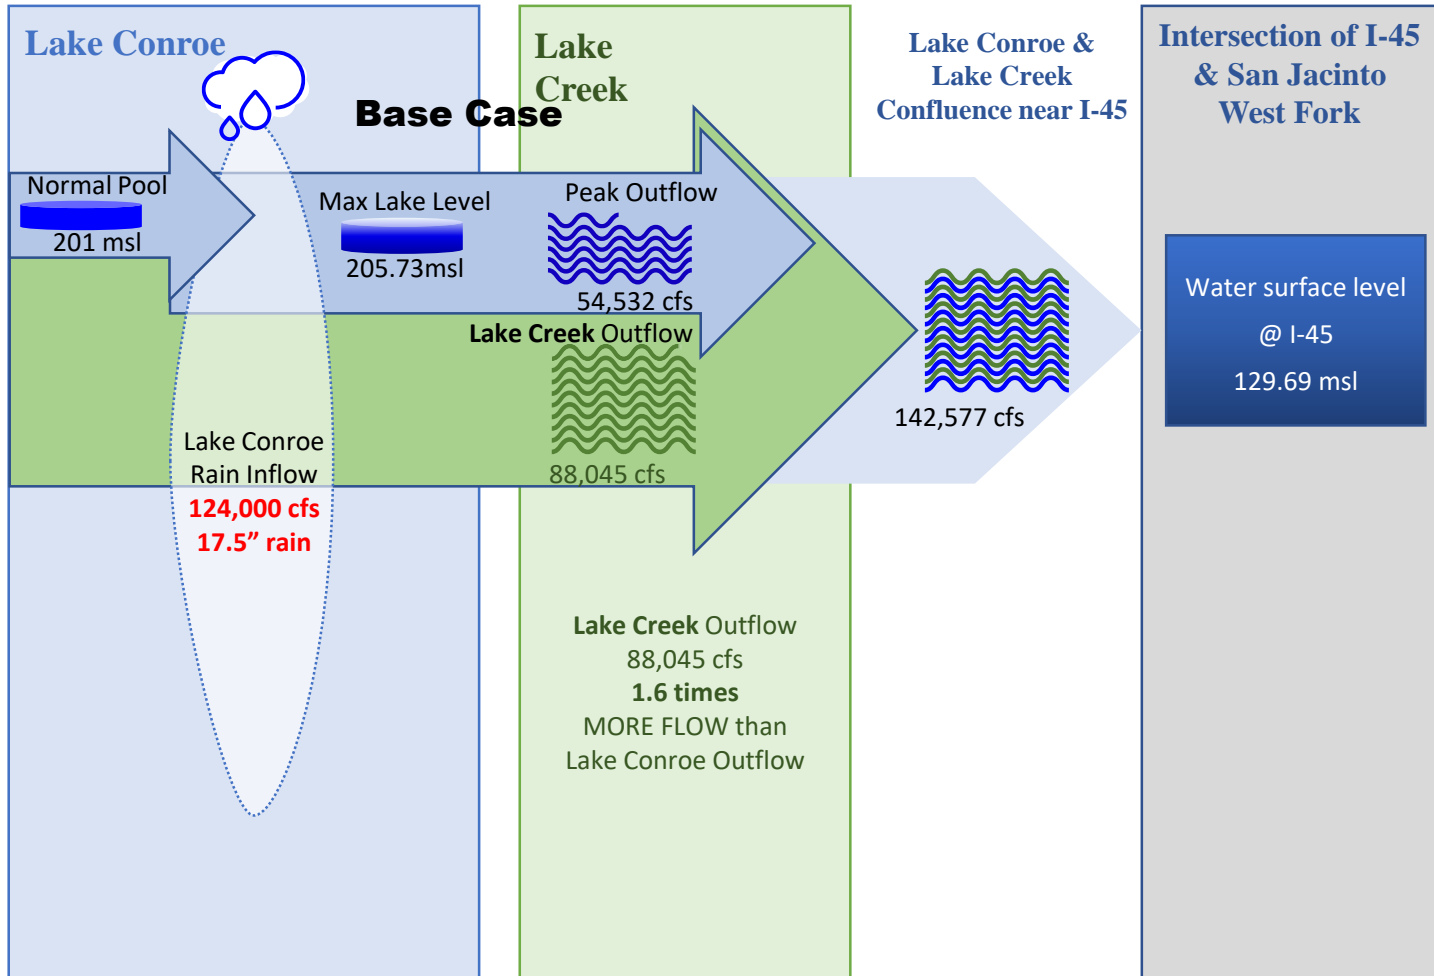 Lake Conroe
Lake
Creek
Lake Conroe &
Lake Creek
Confluence near I-45
Intersection of I-45
& San Jacinto
West Fork
Base Case
Normal Pool
201 msl
Max Lake Level
205.73msl
Peak Outflow
54,532 cfs
Lake Creek Outflow
88,045 cfs
142,577 cfs
Water surface level
@ I-45
129.69 msl
Lake Conroe
Rain Inflow
124,000 cfs
17.5” rain
Lake Creek Outflow
88,045 cfs
1.6 times
MORE FLOW than
Lake Conroe Outflow